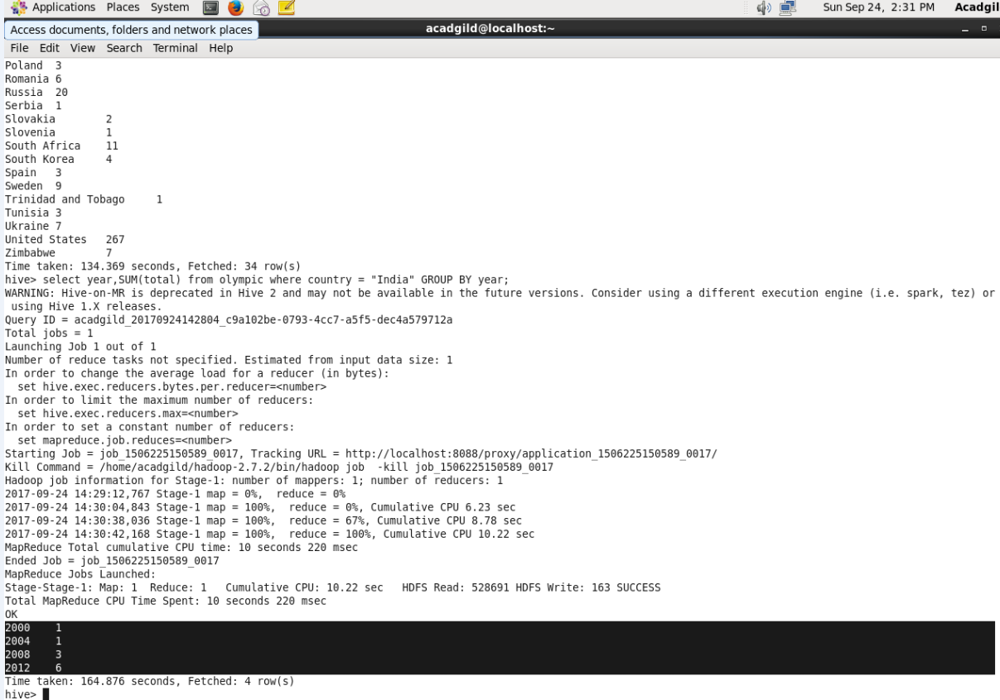 Applications Places System Sun Sep 24, 2:31 PM Acadgil
Access documents, folders and network places acadgild@localhost:~
File Edit View Search Terminal Help
Poland 3
Romania 6
Russia 20
Serbia 1
Slovakia 2
Slovenia 1
South Africa 11
South Korea 4
Spain 3
Sweden 9
Trinidad and Tobago 1
Tunisia 3
Ukraine 7
United States 267
Zimbabwe 7
Time taken: 134.369 seconds, Fetched: 34 row(s)
hive> select year,SUM(total) from olympic where country = "India" GROUP BY year;
WARNING: Hive-on-MR is deprecated in Hive 2 and may not be available in the future versions. Consider using a different execution engine (i.e. spark, tez) or
using Hive 1.X releases.
Query ID = acadgild_20170924142804_c9a102be-0793-4cc7-a5f5-dec4a579712a
Total jobs = 1
Launching Job 1 out of 1
Number of reduce tasks not specified. Estimated from input data size: 1
In order to change the average load for a reducer (in bytes):
set hive.exec.reducers.bytes.per.reducer=<number>
In order to limit the maximum number of reducers:
set hive.exec.reducers.max=<number>
In order to set a constant number of reducers:
set mapreduce.job.reduces=<number>
Starting Job = job_1506225150589_0017, Tracking URL = http://localhost:8088/proxy/application_1506225150589_0017/
Kill Command = /home/acadgild/hadoop-2.7.2/bin/hadoop job -kill job_1506225150589_0017
Hadoop job information for Stage-1: number of mappers: 1; number of reducers: 1
2017-09-24 14:29:12,767 Stage-1 map = 0%, reduce = 0%
2017-09-24 14:30:04,843 Stage-1 map = 100%, reduce = 0%, Cumulative CPU 6.23 sec
2017-09-24 14:30:38,036 Stage-1 map = 100%, reduce = 67%, Cumulative CPU 8.78 sec
2017-09-24 14:30:42,168 Stage-1 map = 100%, reduce = 100%, Cumulative CPU 10.22 sec
MapReduce Total cumulative CPU time: 10 seconds 220 msec
Ended Job = job_1506225150589_0017
MapReduce Jobs Launched:
Stage-Stage-1: Map: 1 Reduce: 1 Cumulative CPU: 10.22 sec HDFS Read: 528691 HDFS Write: 163 SUCCESS
Total MapReduce CPU Time Spent: 10 seconds 220 msec
OK
2000 1
2004 1
2008 3
2012 6
Time taken: 164.876 seconds, Fetched: 4 row(s)
hive>